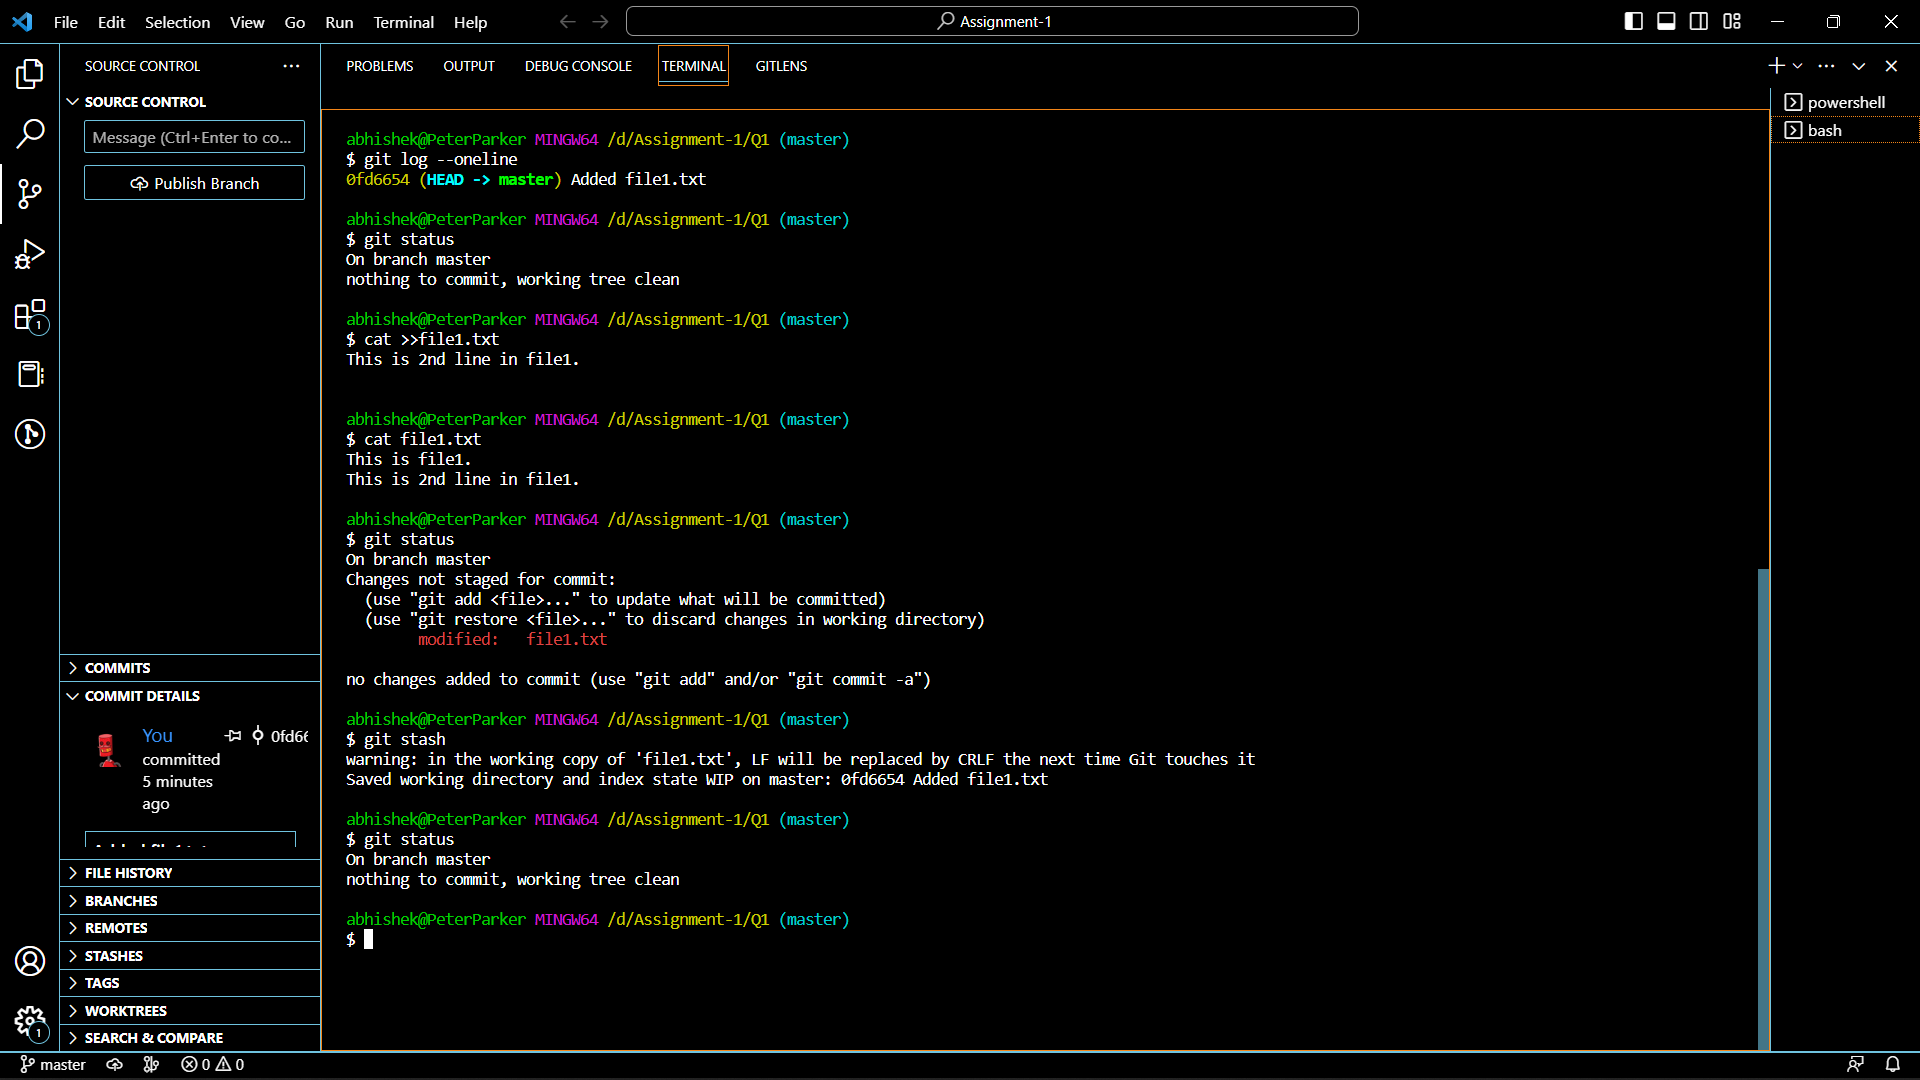 File Edit Selection View Go Run Terminal Help
Assignment-1
SOURCE CONTROL
SOURCE CONTROL
Message (Ctrl+Enter to co...
Publish Branch
1
COMMITS
COMMIT DETAILS
You
0fd66
committed
5 minutes
ago
Added file1.txt
FILE HISTORY
BRANCHES
REMOTES
STASHES
TAGS
WORKTREES
SEARCH & COMPARE
1
PROBLEMS OUTPUT DEBUG CONSOLE TERMINAL GITLENS
abhishek@PeterParker MINGW64 /d/Assignment-1/Q1 (master)
$ git log --oneline
0fd6654 (HEAD -> master) Added file1.txt
abhishek@PeterParker MINGW64 /d/Assignment-1/Q1 (master)
$ git status
On branch master
nothing to commit, working tree clean
abhishek@PeterParker MINGW64 /d/Assignment-1/Q1 (master)
$ cat >>file1.txt
This is 2nd line in file1.
abhishek@PeterParker MINGW64 /d/Assignment-1/Q1 (master)
$ cat file1.txt
This is file1.
This is 2nd line in file1.
abhishek@PeterParker MINGW64 /d/Assignment-1/Q1 (master)
$ git status
On branch master
Changes not staged for commit:
(use "git add <file>..." to update what will be committed)
(use "git restore <file>..." to discard changes in working directory)
modified: file1.txt
no changes added to commit (use "git add" and/or "git commit -a")
abhishek@PeterParker MINGW64 /d/Assignment-1/Q1 (master)
$ git stash
warning: in the working copy of 'file1.txt', LF will be replaced by CRLF the next time Git touches it
Saved working directory and index state WIP on master: 0fd6654 Added file1.txt
abhishek@PeterParker MINGW64 /d/Assignment-1/Q1 (master)
$ git status
On branch master
nothing to commit, working tree clean
abhishek@PeterParker MINGW64 /d/Assignment-1/Q1 (master)
$
powershell
bash
master 0 0